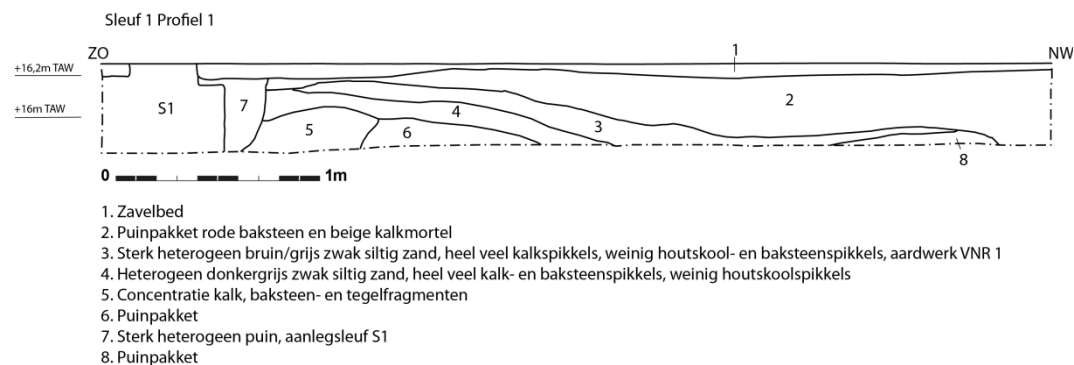 Sleuf 1 Profiel 1
ZO
1
NW
+16,2m TAW
2
S1
7
+16m TAW
4
3
5
6
8
0
1m
1. Zavelbed
2. Puinpakket rode baksteen en beige kalkmortel
3. Sterk heterogeen bruin/grijs zwak siltig zand, heel veel kalkspikkels, weinig houtskool- en baksteenspikkels, aardwerk VNR 1
4. Heterogeen donkergrijs zwak siltig zand, heel veel kalk- en baksteenspikkels, weinig houtskoolspikkels
5. Concentratie kalk, baksteen- en tegelfragmenten
6. Puinpakket
7. Sterk heterogeen puin, aanlegsleuf S1
8. Puinpakket